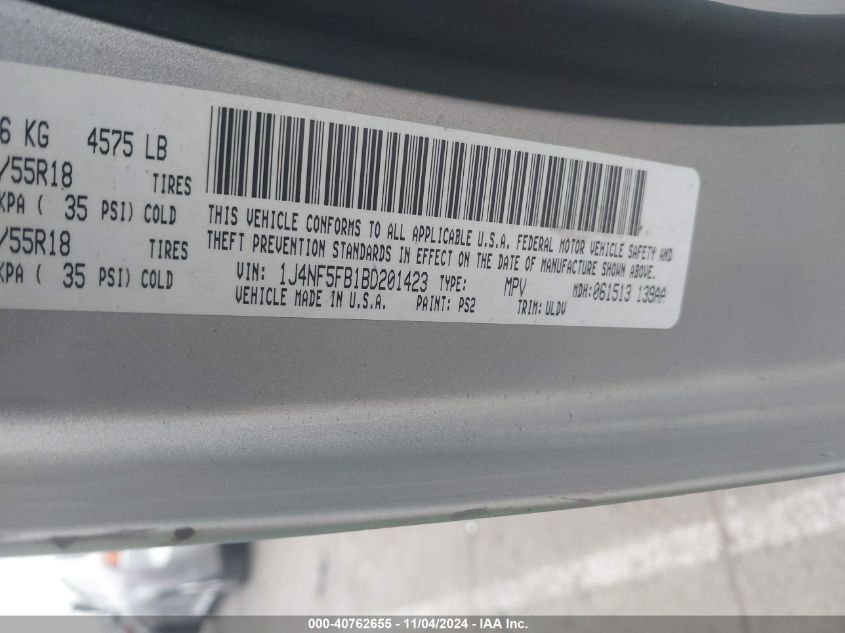 6 KG 4575 LB
/55R18 TIRES
KPA ( 35 PSI) COLD
/55R18 TIRES
KPA ( 35 PSI) COLD
THIS VEHICLE CONFORMS TO ALL APPLICABLE U.S.A. FEDERAL MOTOR VEHICLE SAFETY AND
THEFT PREVENTION STANDARDS IN EFFECT ON THE DATE OF MANUFACTURE SHOWN ABOVE.
VIN: 1J4NF5FB1BD201423 TYPE: MPV MDH:061513 139AA
VEHICLE MADE IN U.S.A. PAINT: PS2 TRIM: ULDV
000-40762655 - 11/04/2024 - IAA Inc.